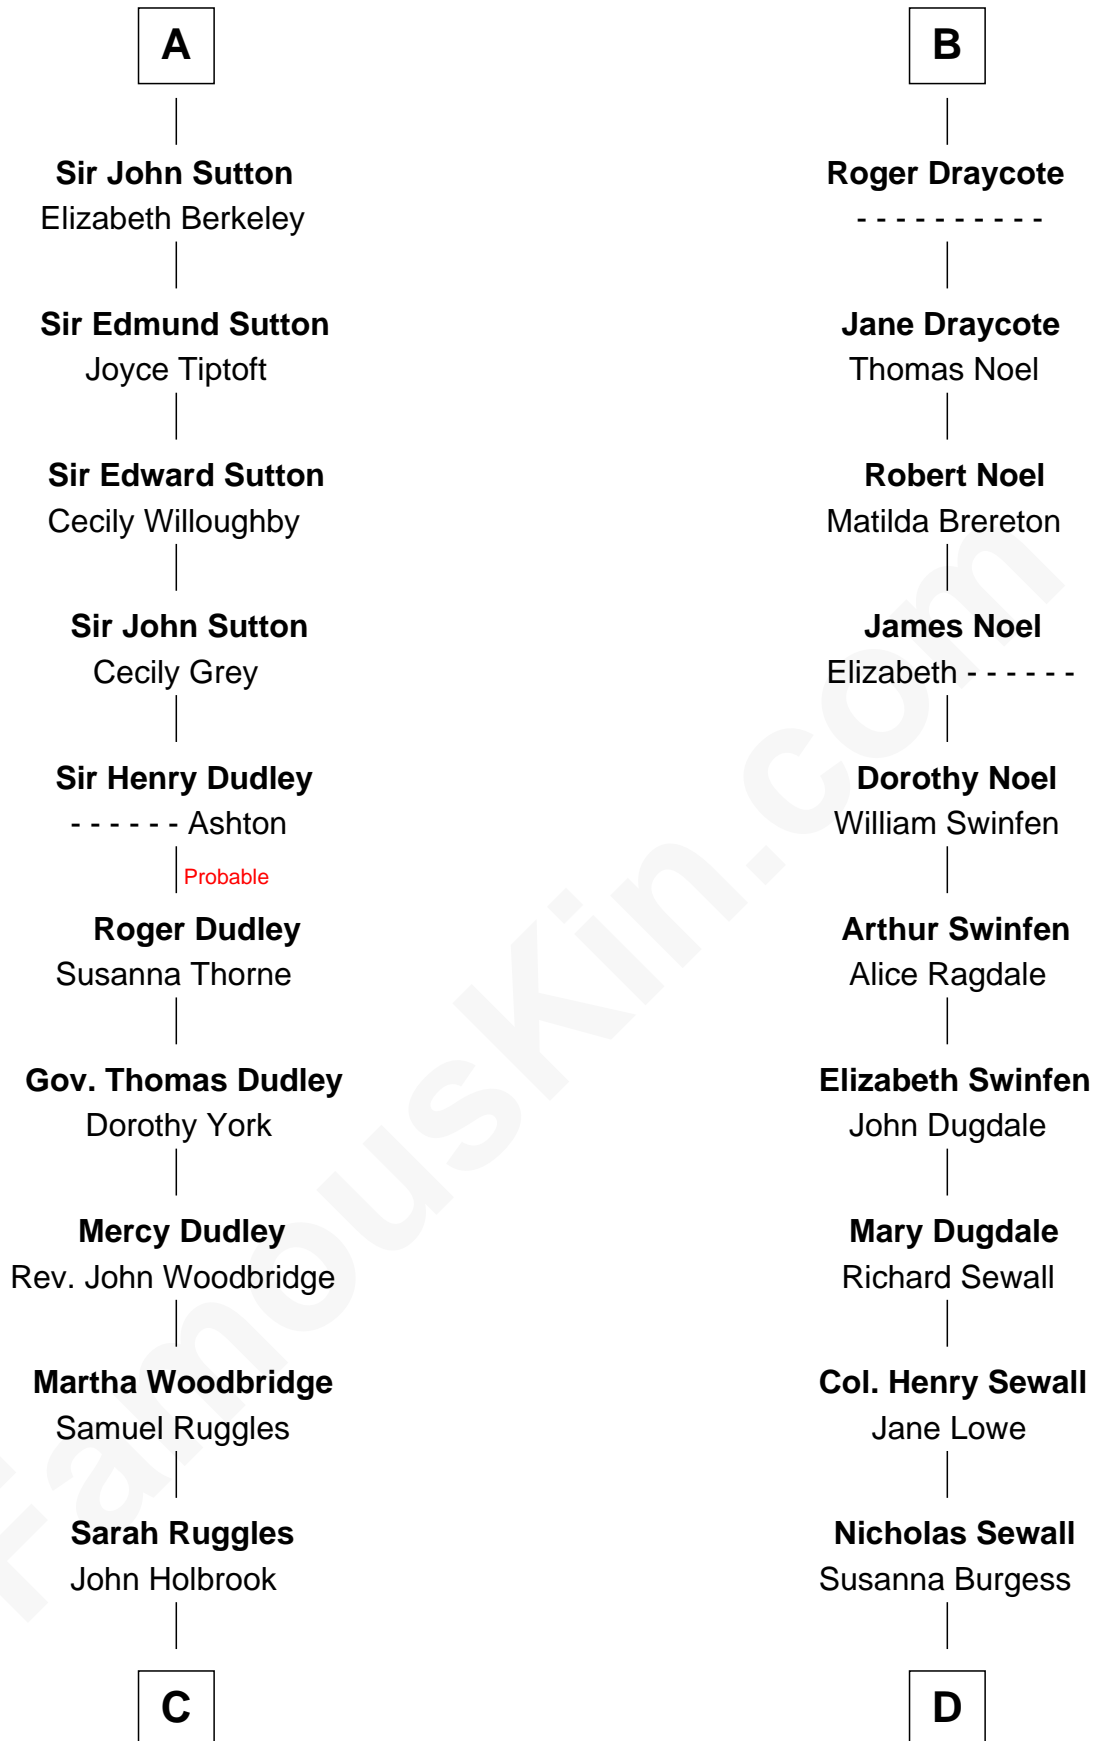 A
Sir John Sutton
Elizabeth Berkeley
Sir Edmund Sutton
Joyce Tiptoft
Sir Edward Sutton
Cecily Willoughby
Sir John Sutton
Cecily Grey
Sir Henry Dudley
- - - - - - Ashton
Probable
Roger Dudley
Susanna Thorne
Gov. Thomas Dudley
Dorothy York
Mercy Dudley
Rev. John Woodbridge
Martha Woodbridge
Samuel Ruggles
Sarah Ruggles
John Holbrook
C
B
Roger Draycote
- - - - - - - - - -
Jane Draycote
Thomas Noel
Robert Noel
Matilda Brereton
James Noel
Elizabeth - - - - - -
Dorothy Noel
William Swinfen
Arthur Swinfen
Alice Ragdale
Elizabeth Swinfen
John Dugdale
Mary Dugdale
Richard Sewall
Col. Henry Sewall
Jane Lowe
Nicholas Sewall
Susanna Burgess
D
FamousKin.com